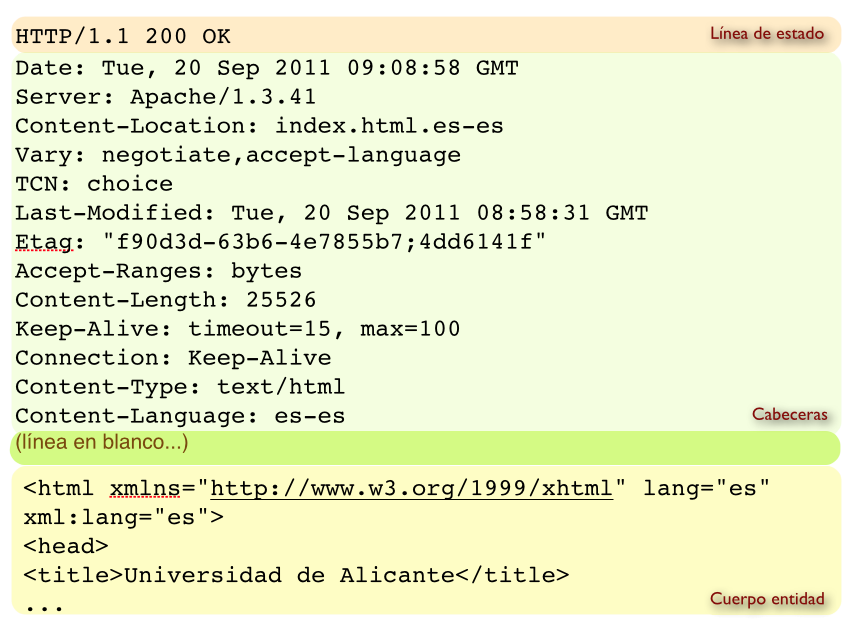 HTTP/1.1 200 OK
Línea de estado
Date: Tue, 20 Sep 2011 09:08:58 GMT
Server: Apache/1.3.41
Content-Location: index.html.es-es
Vary: negotiate,accept-language
TCN: choice
Last-Modified: Tue, 20 Sep 2011 08:58:31 GMT
Etag: "f90d3d-63b6-4e7855b7;4dd6141f"
Accept-Ranges: bytes
Content-Length: 25526
Keep-Alive: timeout=15, max=100
Connection: Keep-Alive
Content-Type: text/html
Content-Language: es-es
Cabeceras
(línea en blanco...)
<html xmlns="http://www.w3.org/1999/xhtml" lang="es"
xml:lang="es">
<head>
<title>Universidad de Alicante</title>
...
Cuerpo entidad